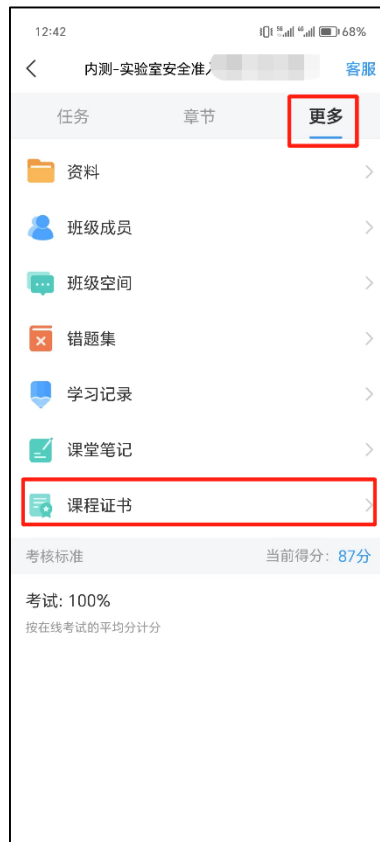 12:42
68%
内测-实验室安全准
客服
任务
章节
更多
资料
班级成员
班级空间
错题集
学习记录
课堂笔记
课程证书
考核标准
当前得分：87分
考试: 100%
按在线考试的平均分计分